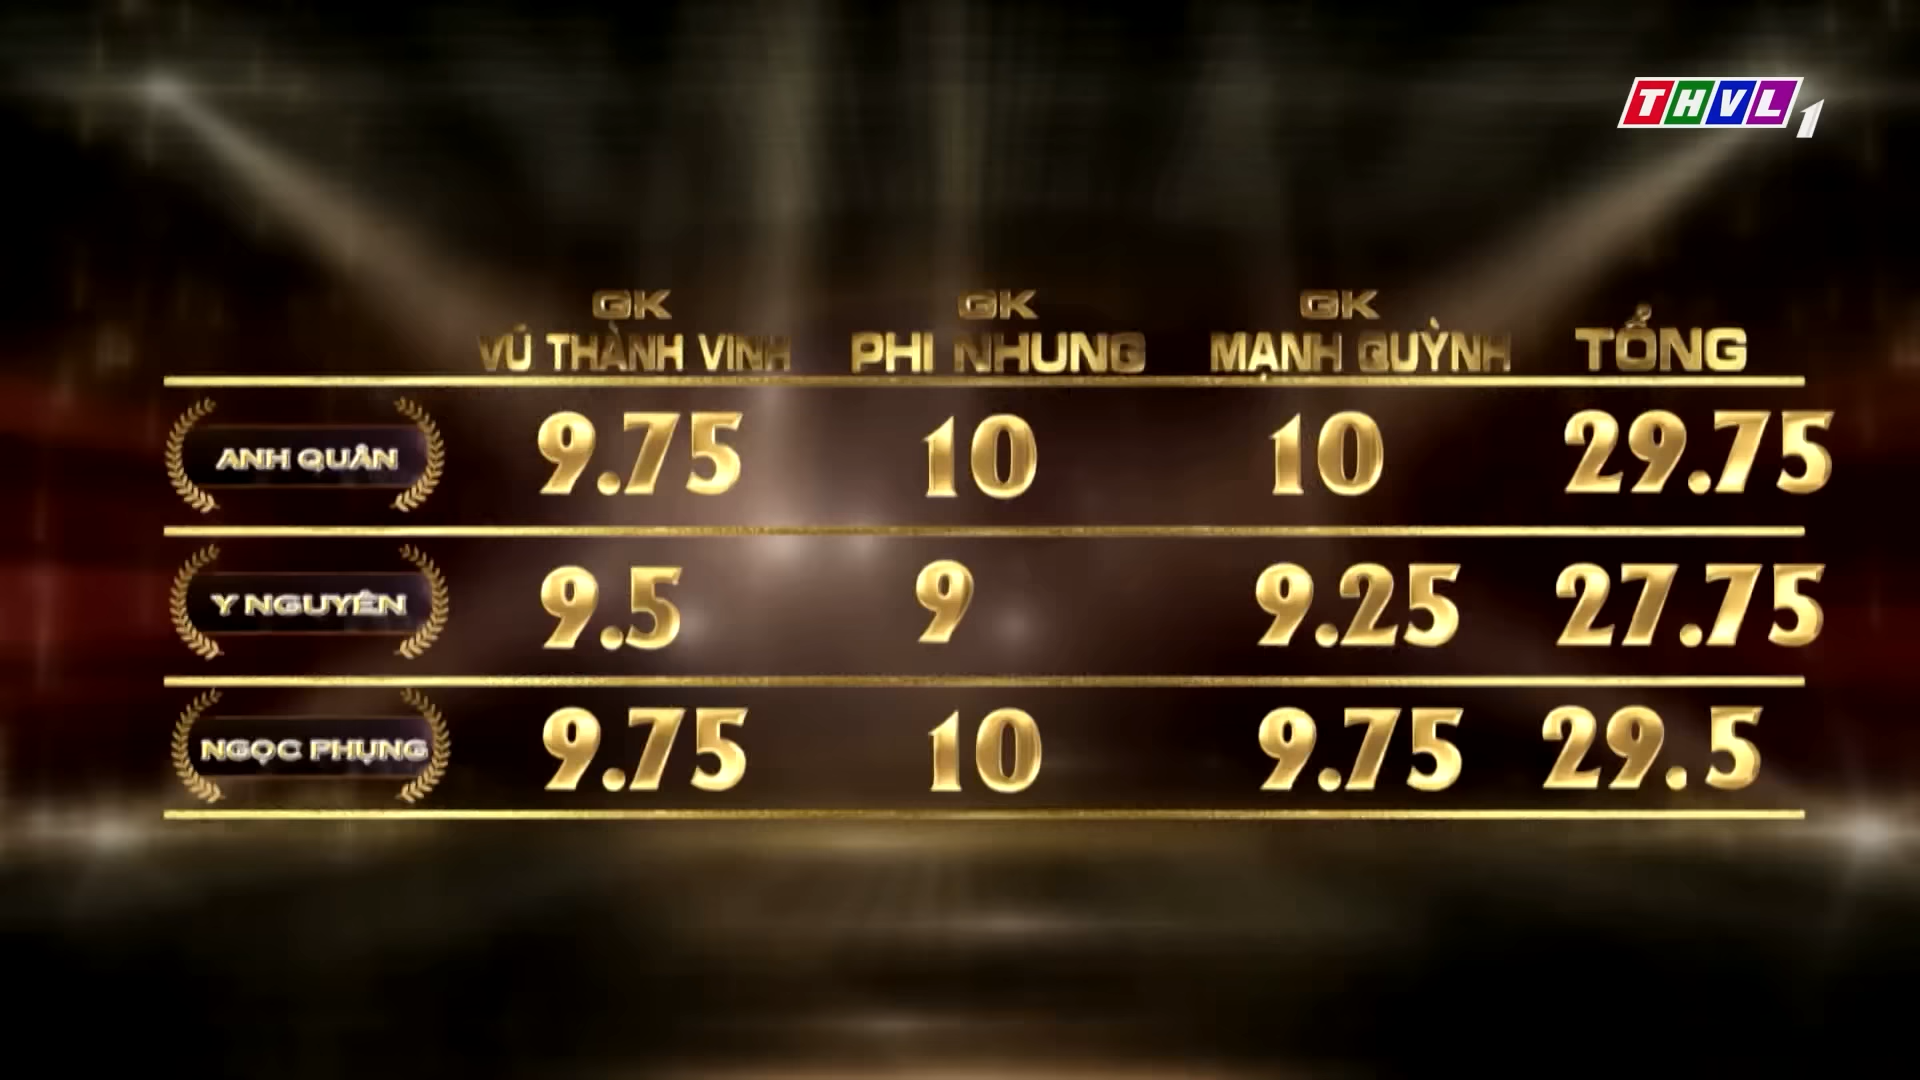 THVL1
GK GK GK
VŨ THÀNH VINH PHI NHUNG MẠNH QUỲNH TỔNG
ANH QUÂN 9.75 10 10 29.75
Y NGUYÊN 9.5 9 9.25 27.75
NGỌC PHỤNG 9.75 10 9.75 29.5